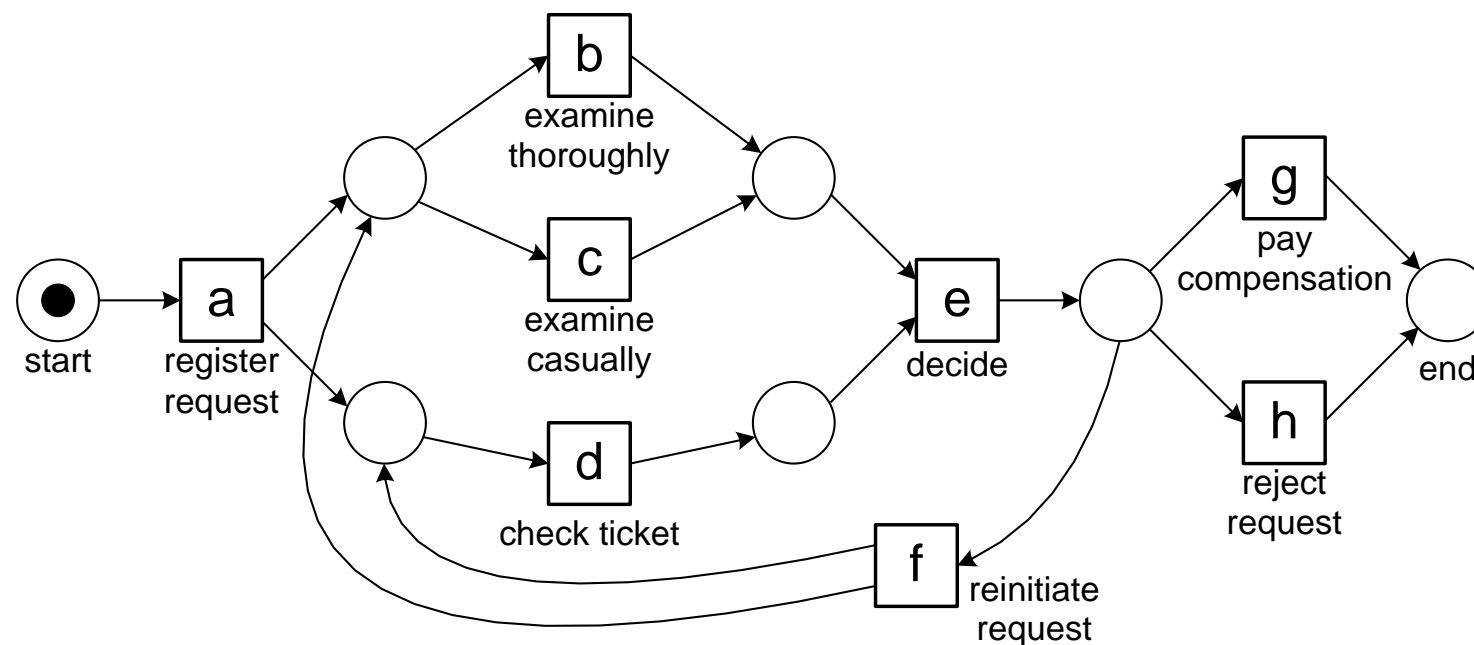 b
examine
thoroughly
g
pay
compensation
c
examine
casually
a
register
request
start
e
decide
end
d
check ticket
h
reject
request
f
reinitiate
request